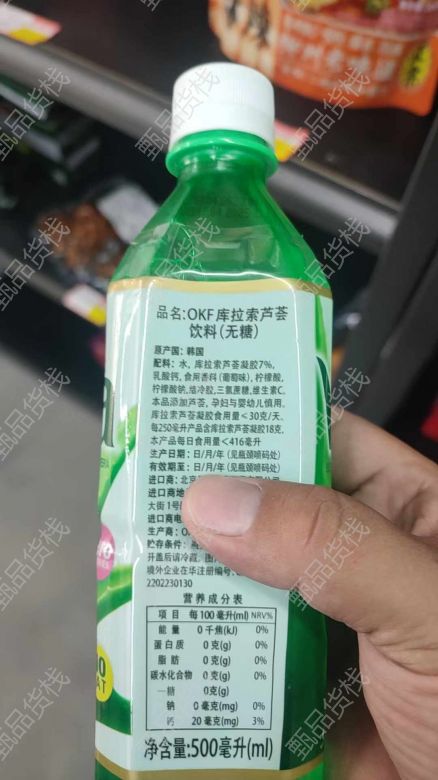 品名:OKF 库拉索芦荟
饮料(无糖)
原产国: 韩国
配料: 水, 库拉索芦荟凝胶7%,
乳酸钙, 食用香料(葡萄味), 柠檬酸,
柠檬酸钠,结冷胶,三氯蔗糖,维生素C.
本品添加芦荟, 孕妇与婴幼儿慎用.
库拉索芦荟凝胶食用量<30克/天.
每250毫升产品含库拉索芦荟凝胶18克,
本产品每日食用量<416毫升
生产日期: 日/月/年 (见瓶颈喷码处)
有效期至: 日/月/年 (见瓶颈喷码处)
进口商: 北京
进口商地
大街 1号
进口商电
生产商: O
贮存条件:
开盖后请冷藏,
境外企业在华注册编号:
2202230130
营养成分表
项目 每100毫升(ml) NRV%
能量 0 千焦(kJ) 0%
蛋白质 0 克(g) 0%
脂肪 0 克(g) 0%
碳水化合物 0 克(g) 0%
—糖 0克(g)
钠 0 毫克(mg) 0%
钙 20 毫克(mg) 3%
净含量:500毫升(ml)
甄品货栈